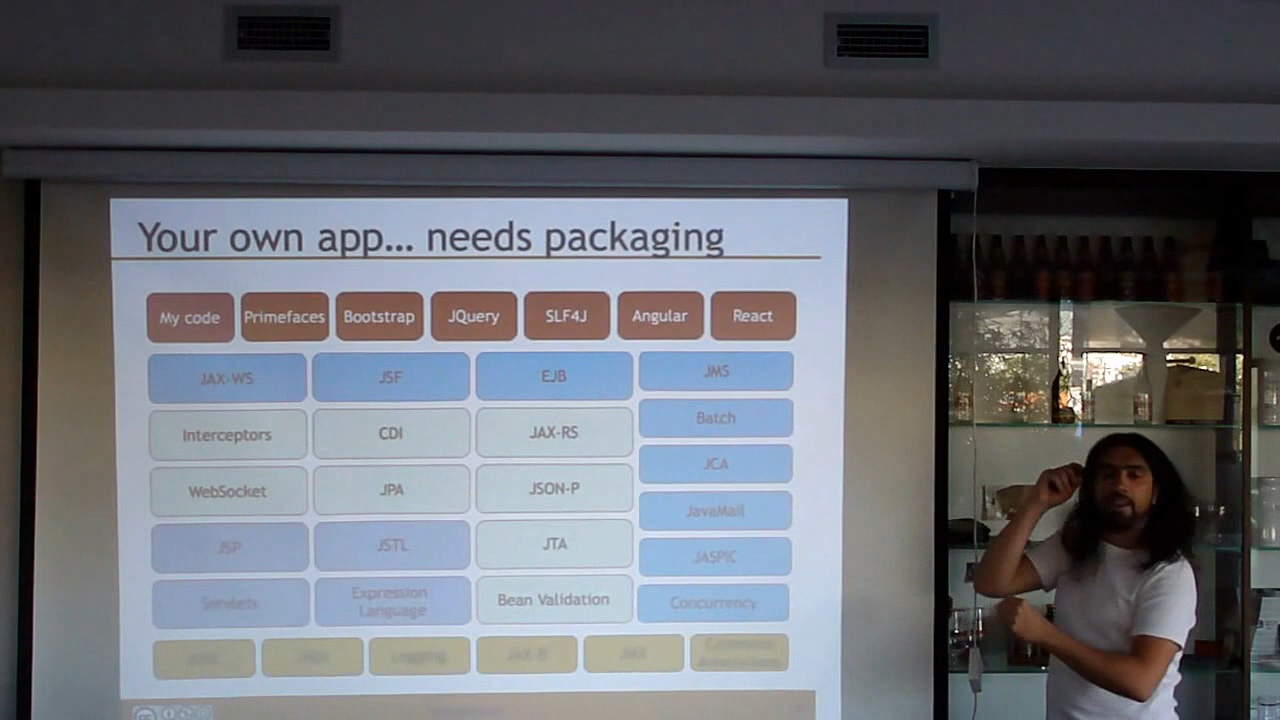 Your own app... needs packaging
My code Primefaces Bootstrap JQuery SLF4J Angular React
JAX-WS JSF EJB JMS
Interceptors CDI JAX-RS Batch
WebSocket JPA JSON-P JCA
JSP JSTL JTA JavaMail
Servlets Expression Language Bean Validation JASPIC
Concurrency
Logging JAX-B